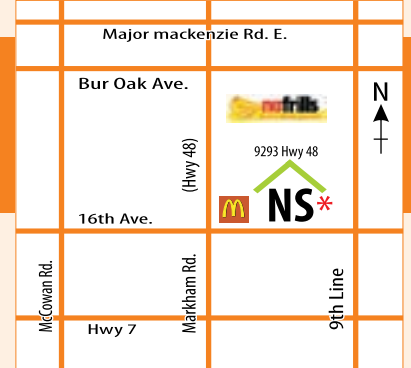 Major mackenzie Rd. E.
Bur Oak Ave.
N
nofrills
(Hwy 48)
9293 Hwy 48
M
NS*
16th Ave.
McCowan Rd.
Markham Rd.
9th Line
Hwy 7